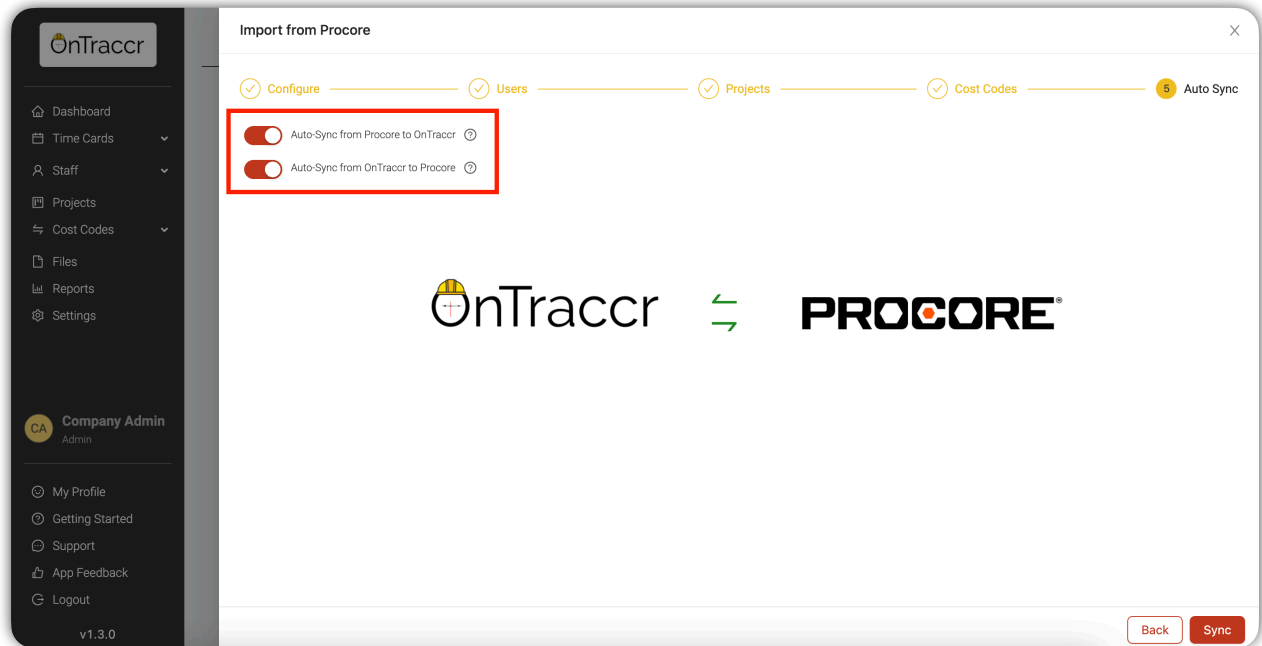 OnTraccr
Dashboard
Time Cards
Staff
Projects
Cost Codes
Files
Reports
Settings
CA
Company Admin
Admin
My Profile
Getting Started
Support
App Feedback
Logout
v1.3.0
Import from Procore
Configure
Users
Projects
Cost Codes
5 Auto Sync
Auto-Sync from Procore to OnTraccr
Auto-Sync from OnTraccr to Procore
OnTraccr
PROCORE®
Back
Sync